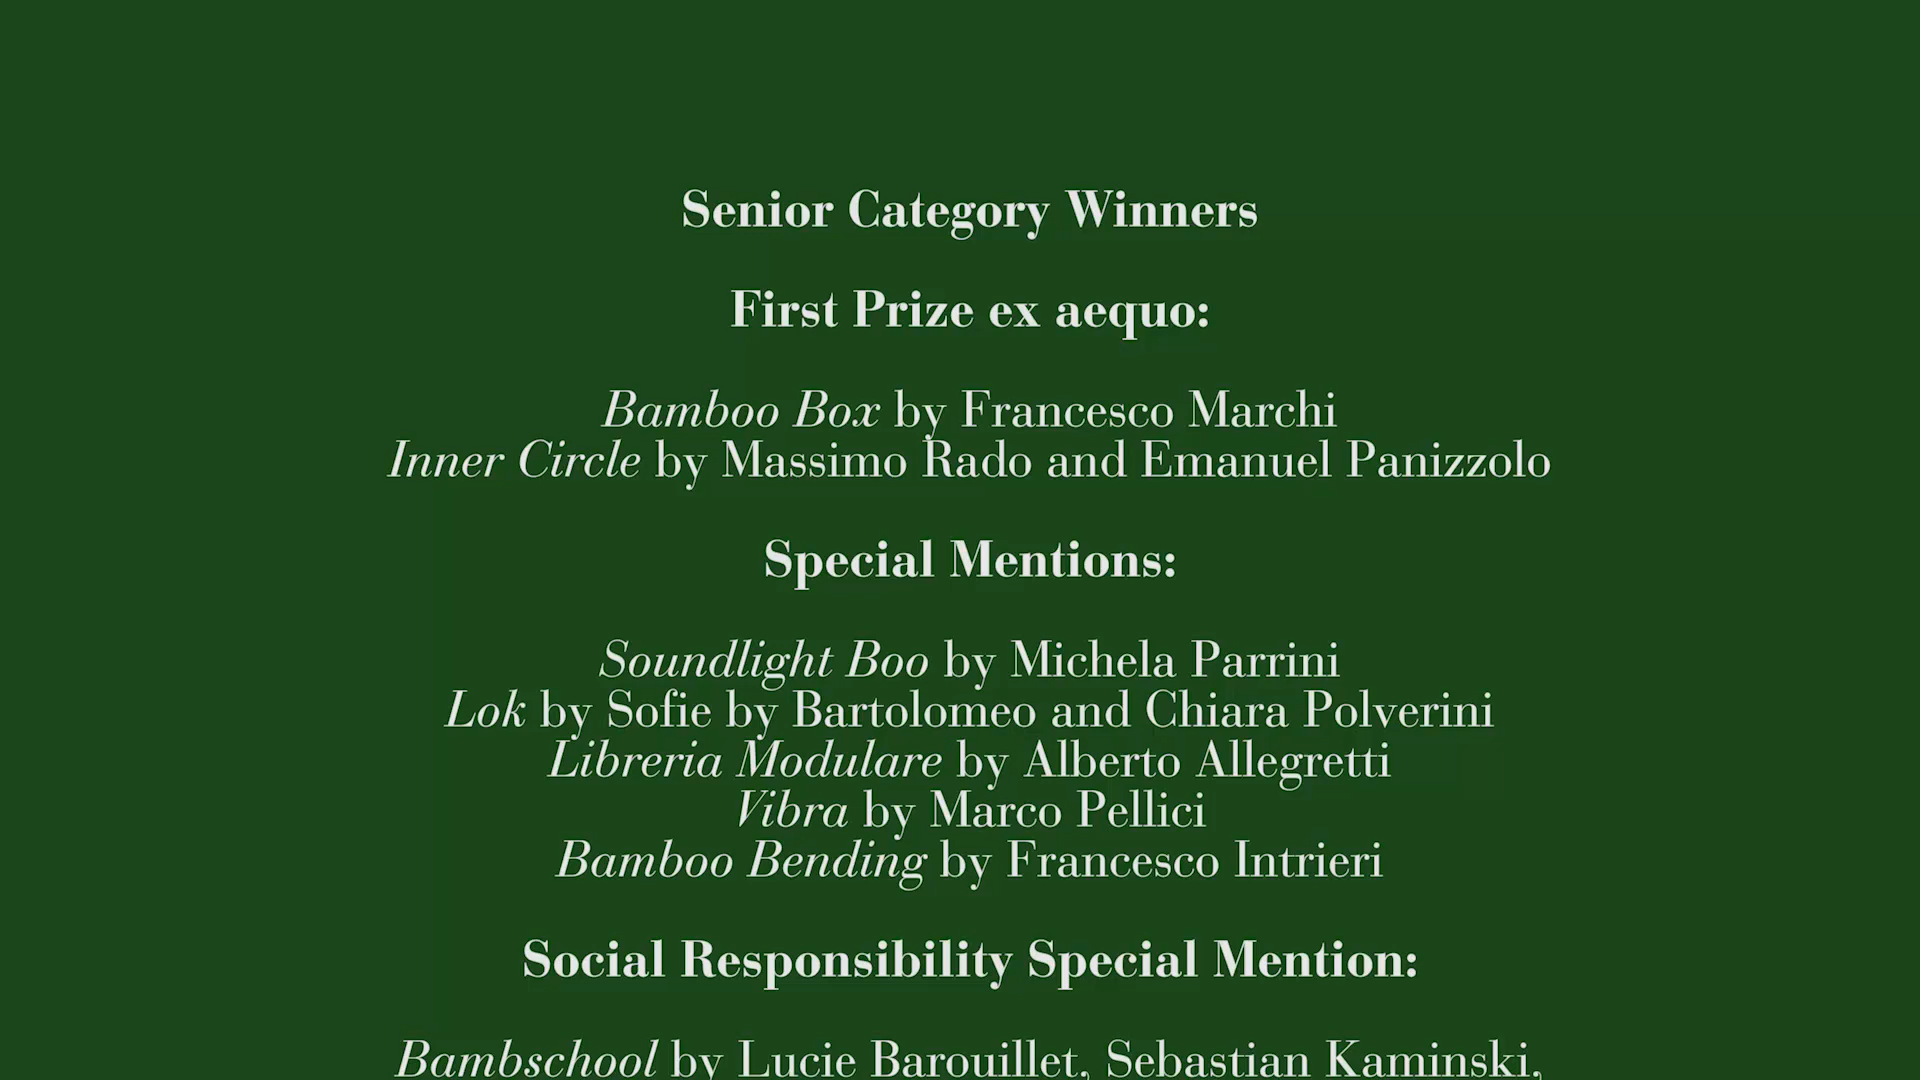 Senior Category Winners
First Prize ex aequo:
Bamboo Box by Francesco Marchi
Inner Circle by Massimo Rado and Emanuel Panizzolo
Special Mentions:
Soundlight Boo by Michela Parrini
Lok by Sofie by Bartolomeo and Chiara Polverini
Libreria Modulare by Alberto Allegretti
Vibra by Marco Pellici
Bamboo Bending by Francesco Intrieri
Social Responsibility Special Mention:
Bambschool by Lucie Barouillet, Sebastian Kaminski,